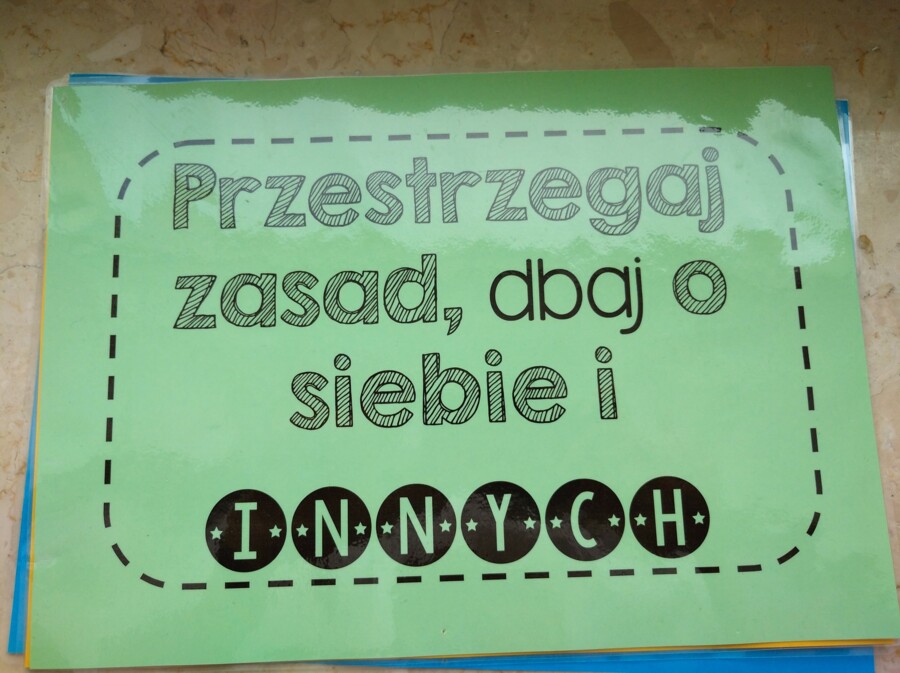 Przestrzegaj
zasad, dbaj o
siebie i
INNYCH